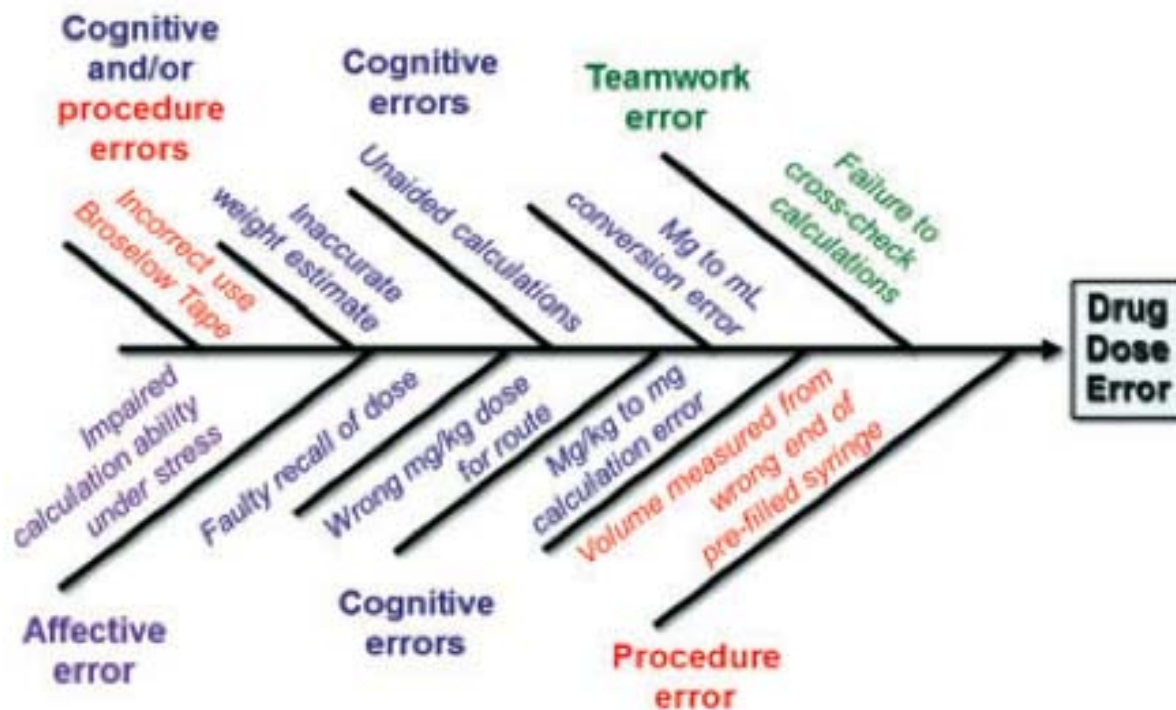 Cognitive
and/or
procedure
errors
Cognitive
errors
Teamwork
error
Incorrect use
Broselow Tape
Inaccurate
weight estimate
Unaided calculations
Mg to mL
conversion error
Failure to
cross-check
calculations
Drug
Dose
Error
Impaired
calculation ability
under stress
Faulty recall of dose
Wrong mg/kg dose
for route
Mg/kg to mg
calculation error
Volume measured from
wrong end of
pre-filled syringe
Affective
error
Cognitive
errors
Procedure
error